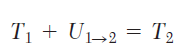 T₁ + U₁→₂ = T₂